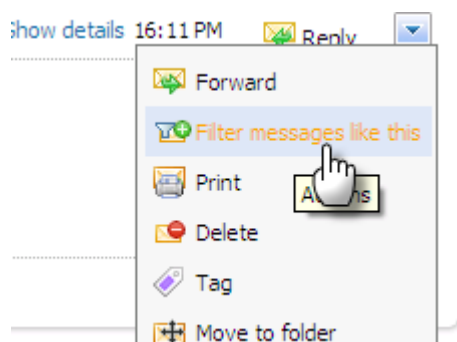 Show details 16:11 PM Reply
Forward
Filter messages like this
Print
Delete
Tag
Move to folder